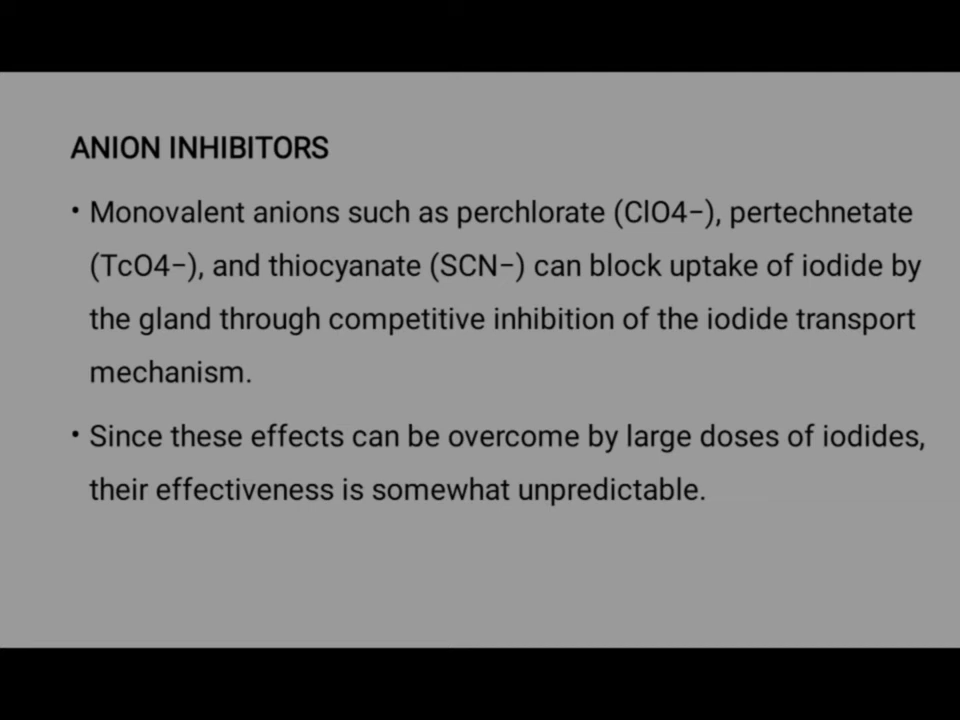 ANION INHIBITORS
• Monovalent anions such as perchlorate (ClO4−), pertechnetate
(TcO4−), and thiocyanate (SCN−) can block uptake of iodide by
the gland through competitive inhibition of the iodide transport
mechanism.
• Since these effects can be overcome by large doses of iodides,
their effectiveness is somewhat unpredictable.